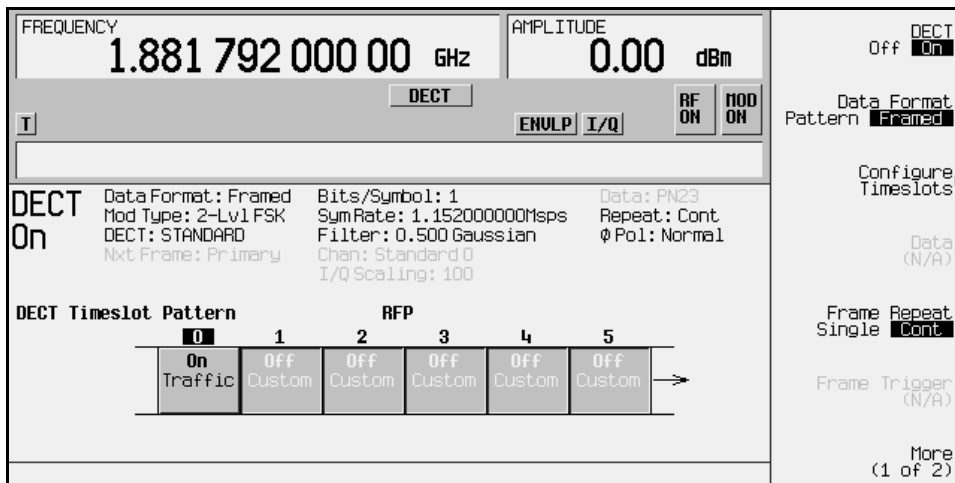 FREQUENCY
1.881 792 000 00 GHz
AMPLITUDE
0.00 dBm
DECT
T
ENVLP I/Q
RF ON
MOD ON
DECT On
Data Format: Framed
Mod Type: 2-Lvl FSK
DECT: STANDARD
Nxt Frame: Primary
Bits/Symbol: 1
Sym Rate: 1.152000000Msps
Filter: 0.500 Gaussian
Chan: Standard 0
I/Q Scaling: 100
Data: PN23
Repeat: Cont
Φ Pol: Normal
DECT Timeslot Pattern RFP
0 1 2 3 4 5
On Off Off Off Off Off
Traffic Custom Custom Custom Custom Custom
DECT
Off On
Data Format
Pattern Framed
Configure
Timeslots
Data
(N/A)
Frame Repeat
Single Cont
Frame Trigger
(N/A)
More
(1 of 2)